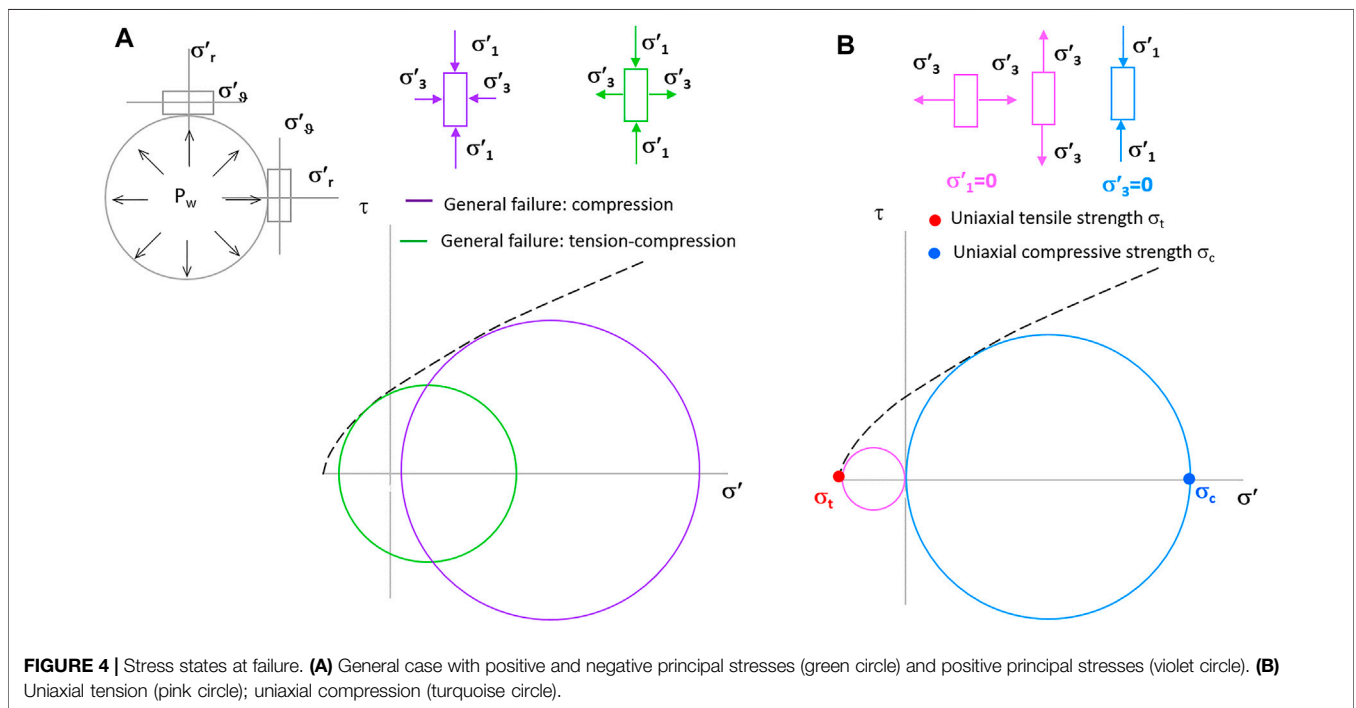 A
σ′r
σ′ϑ
σ′ϑ
σ′r
Pw
σ′1
σ′3
σ′3
σ′1
σ′1
σ′3
σ′3
σ′1
τ
General failure: compression
General failure: tension-compression
σ′
B
σ′3
σ′3
σ′3
σ′3
σ′1
σ′1
σ′1=0
σ′3=0
τ
Uniaxial tensile strength σt
Uniaxial compressive strength σc
σt
σc
σ′
FIGURE 4 | Stress states at failure. (A) General case with positive and negative principal stresses (green circle) and positive principal stresses (violet circle). (B)
Uniaxial tension (pink circle); uniaxial compression (turquoise circle).